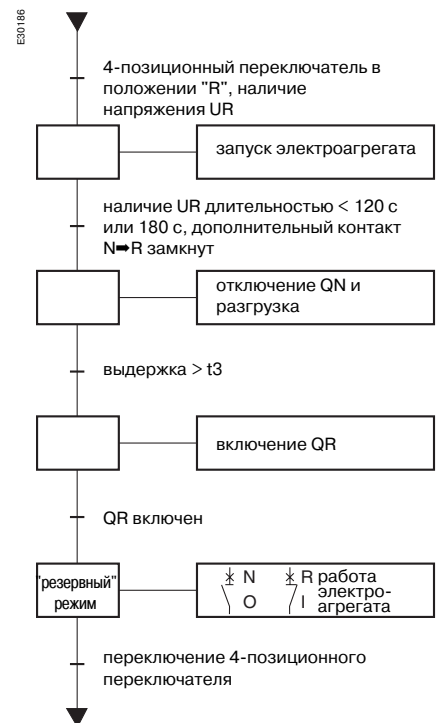 E30186
4-позиционный переключатель в
положении "R", наличие
напряжения UR
запуск электроагрегата
наличие UR длительностью < 120 с
или 180 с, дополнительный контакт
N➡R замкнут
отключение QN и
разгрузка
выдержка > t3
включение QR
QR включен
"резервный"
режим
N R работа
электро-
O I агрегата
переключение 4-позиционного
переключателя